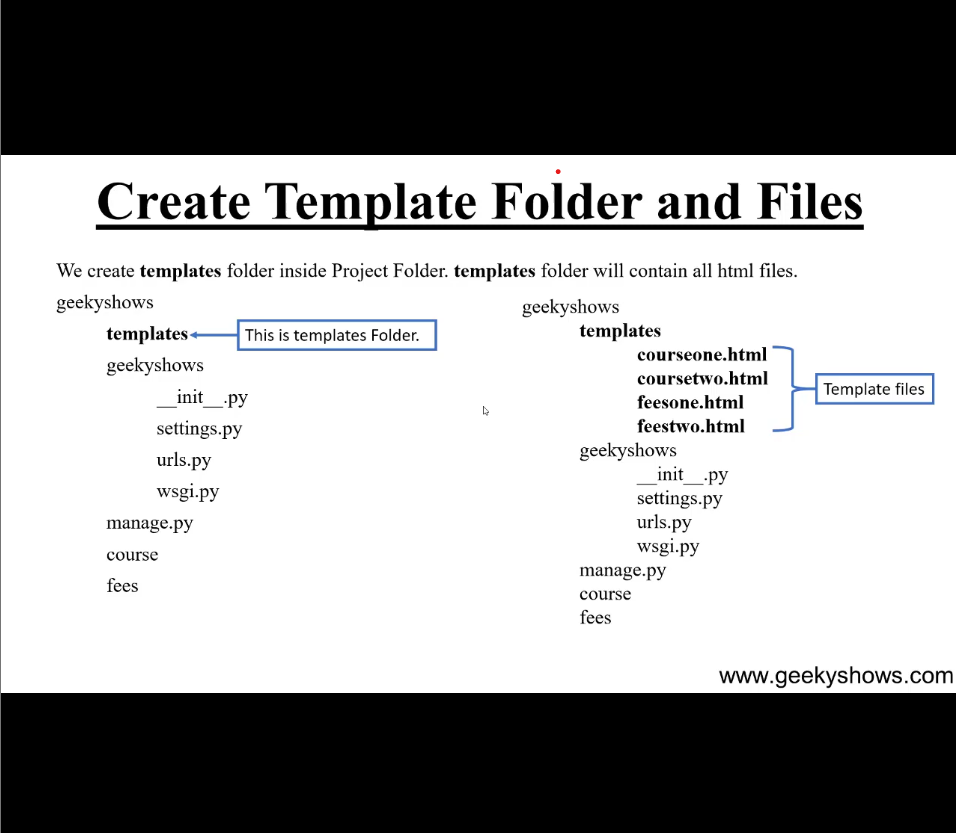 Create Template Folder and Files
We create templates folder inside Project Folder. templates folder will contain all html files.
geekyshows
templates
This is templates Folder.
geekyshows
__init__.py
settings.py
urls.py
wsgi.py
manage.py
course
fees
geekyshows
templates
courseone.html
coursetwo.html
feesone.html
feestwo.html
Template files
geekyshows
__init__.py
settings.py
urls.py
wsgi.py
manage.py
course
fees
www.geekyshows.com